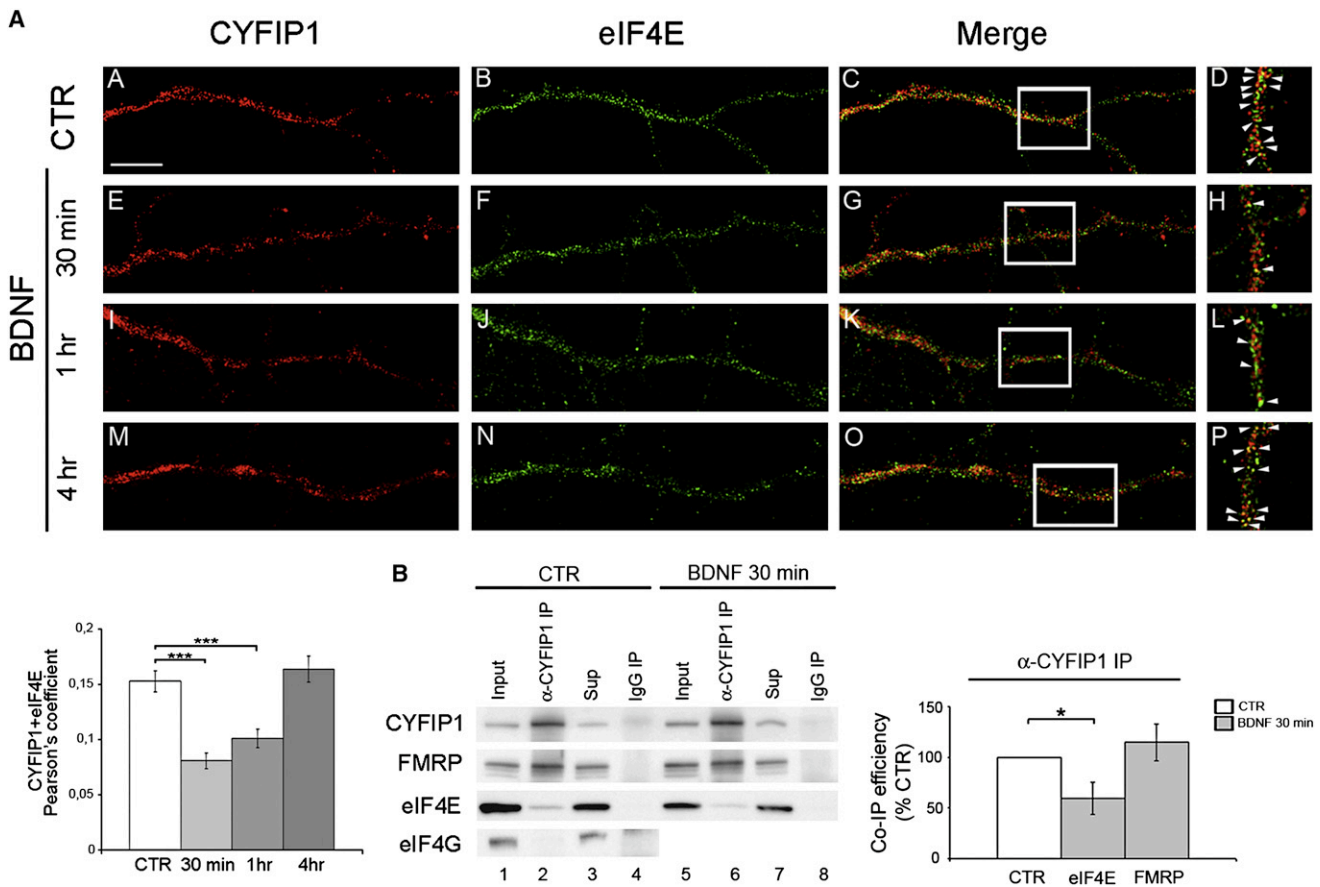 A
CYFIP1 eIF4E Merge
CTR
A B C D
BDNF
30 min
E F G H
1 hr
I J K L
4 hr
M N O P
CYFIP1+eIF4E
Pearson's coefficient
0,2
0,15
0,1
0,05
0
***
***
CTR 30 min 1hr 4hr
B
CTR BDNF 30 min
Input α-CYFIP1 IP Sup IgG IP Input α-CYFIP1 IP Sup IgG IP
CYFIP1
FMRP
eIF4E
eIF4G
1 2 3 4 5 6 7 8
α-CYFIP1 IP
Co-IP efficiency
(% CTR)
150
100
50
0
*
CTR eIF4E FMRP
CTR
BDNF 30 min